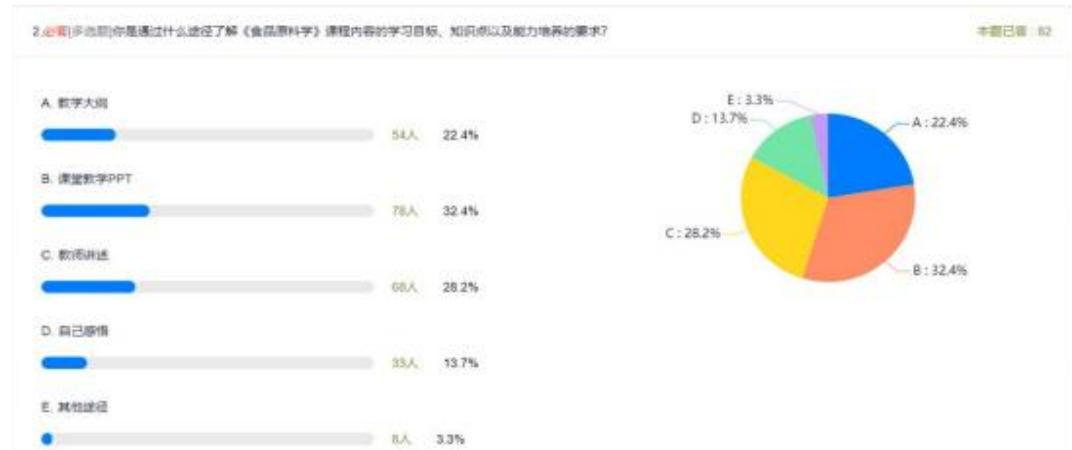 2.必答[多选题]你是通过什么途径了解《食品原料学》课程内容的学习目标、知识点以及能力培养的要求?
本题已答:82
A. 教学大纲
54人 22.4%
B. 课堂教学PPT
78人 32.4%
C. 教师讲述
68人 28.2%
D. 自己感悟
33人 13.7%
E. 其他途径
8人 3.3%
E : 3.3%
D : 13.7%
A : 22.4%
C : 28.2%
B : 32.4%